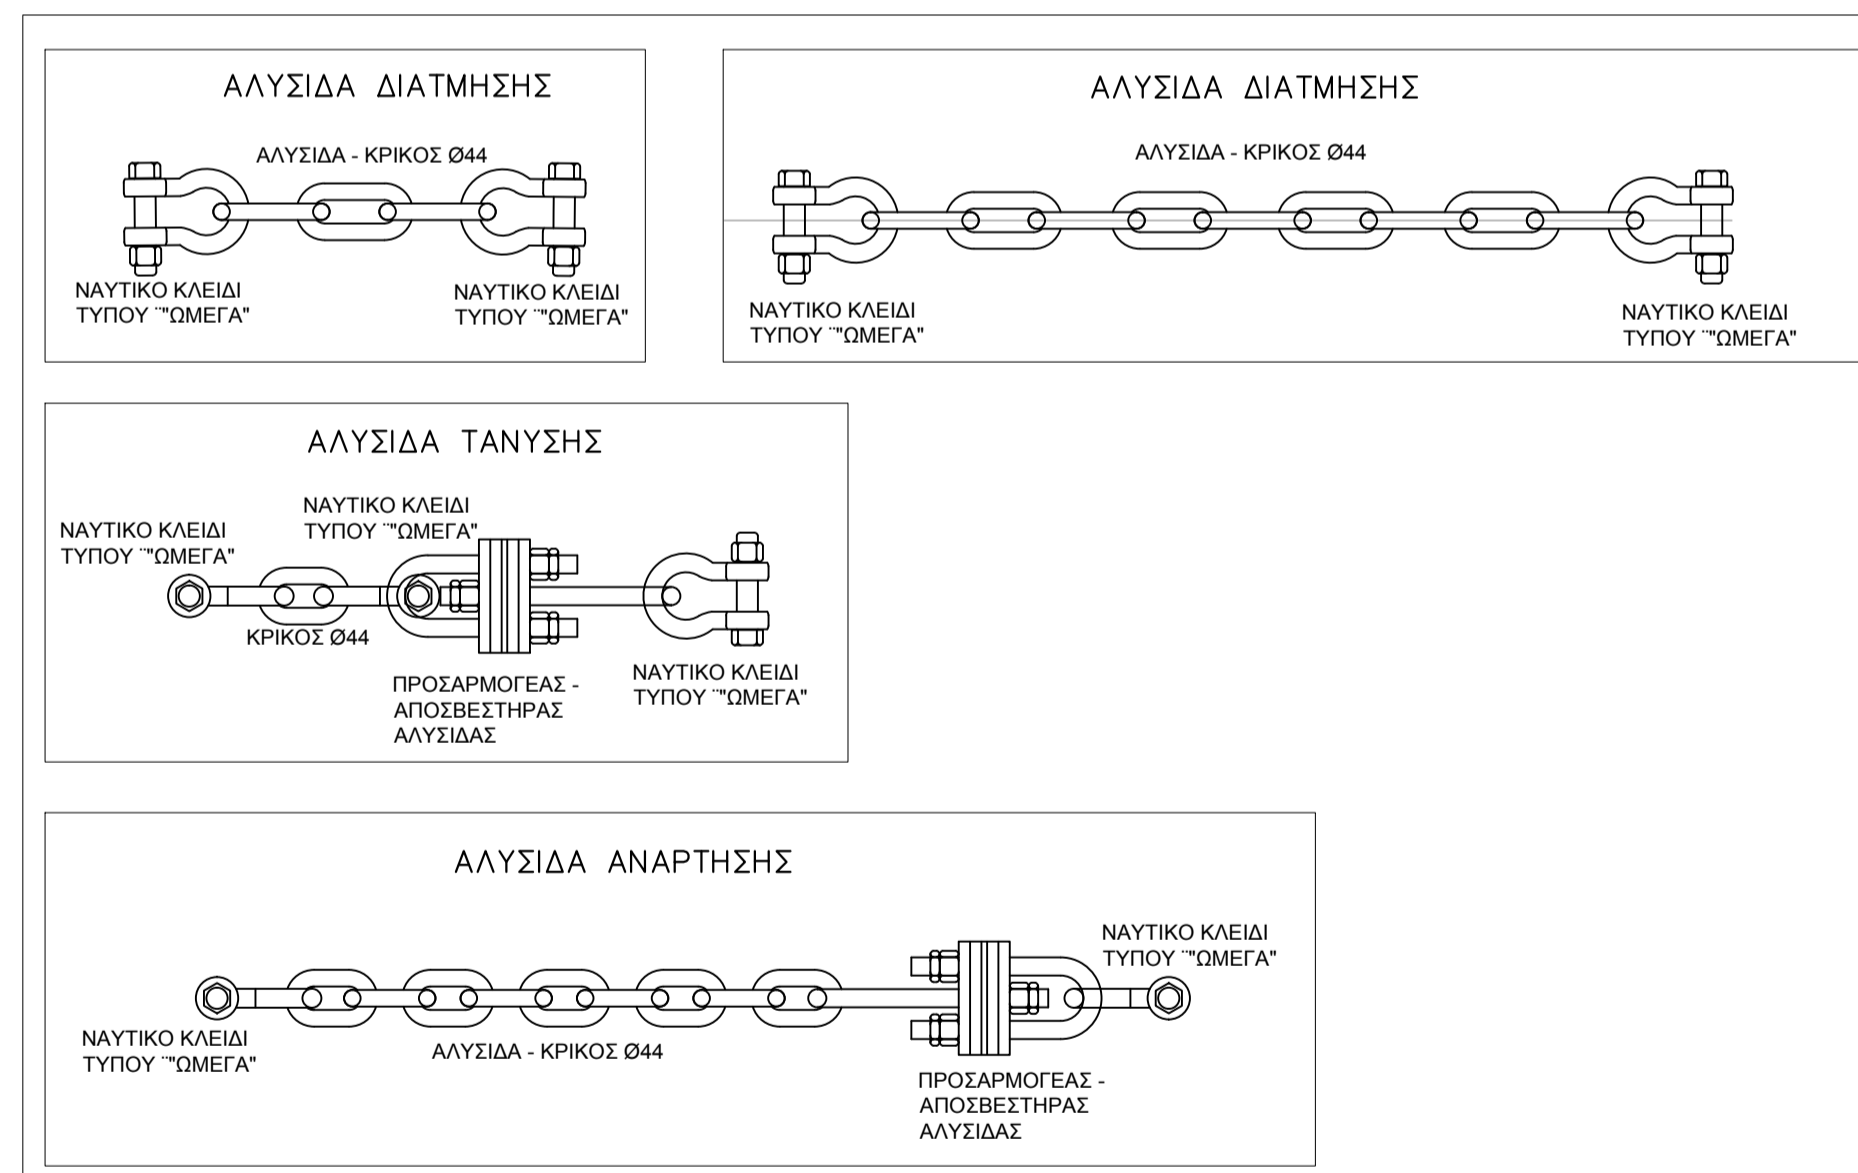 ΑΛΥΣΙΔΑ ΔΙΑΤΜΗΣΗΣ
ΑΛΥΣΙΔΑ - ΚΡΙΚΟΣ Ø44
ΝΑΥΤΙΚΟ ΚΛΕΙΔΙ
ΤΥΠΟΥ ¨"ΩΜΕΓΑ"
ΝΑΥΤΙΚΟ ΚΛΕΙΔΙ
ΤΥΠΟΥ ¨"ΩΜΕΓΑ"
ΑΛΥΣΙΔΑ ΔΙΑΤΜΗΣΗΣ
ΑΛΥΣΙΔΑ - ΚΡΙΚΟΣ Ø44
ΝΑΥΤΙΚΟ ΚΛΕΙΔΙ
ΤΥΠΟΥ ¨"ΩΜΕΓΑ"
ΝΑΥΤΙΚΟ ΚΛΕΙΔΙ
ΤΥΠΟΥ ¨"ΩΜΕΓΑ"
ΑΛΥΣΙΔΑ ΤΑΝΥΣΗΣ
ΝΑΥΤΙΚΟ ΚΛΕΙΔΙ
ΤΥΠΟΥ ¨"ΩΜΕΓΑ"
ΝΑΥΤΙΚΟ ΚΛΕΙΔΙ
ΤΥΠΟΥ ¨"ΩΜΕΓΑ"
ΚΡΙΚΟΣ Ø44
ΠΡΟΣΑΡΜΟΓΕΑΣ -
ΑΠΟΣΒΕΣΤΗΡΑΣ
ΑΛΥΣΙΔΑΣ
ΝΑΥΤΙΚΟ ΚΛΕΙΔΙ
ΤΥΠΟΥ ¨"ΩΜΕΓΑ"
ΑΛΥΣΙΔΑ ΑΝΑΡΤΗΣΗΣ
ΝΑΥΤΙΚΟ ΚΛΕΙΔΙ
ΤΥΠΟΥ ¨"ΩΜΕΓΑ"
ΝΑΥΤΙΚΟ ΚΛΕΙΔΙ
ΤΥΠΟΥ ¨"ΩΜΕΓΑ"
ΑΛΥΣΙΔΑ - ΚΡΙΚΟΣ Ø44
ΠΡΟΣΑΡΜΟΓΕΑΣ -
ΑΠΟΣΒΕΣΤΗΡΑΣ
ΑΛΥΣΙΔΑΣ